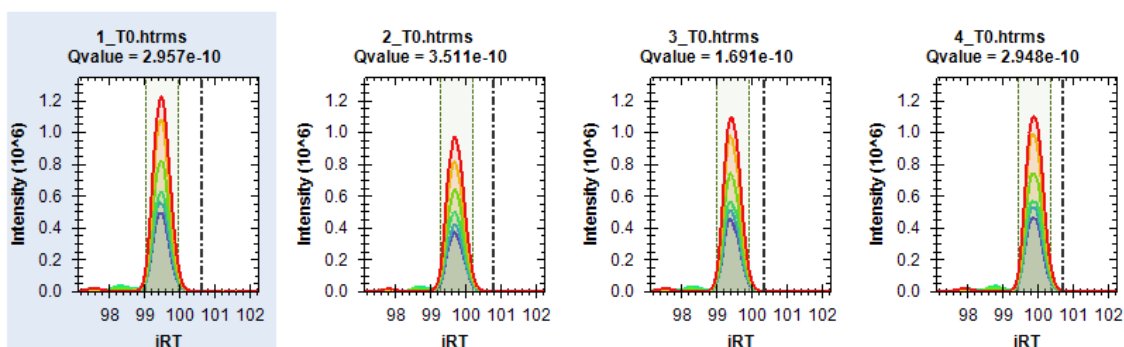 1_T0.htrms
Qvalue = 2.957e-10
Intensity (10^6)
1.2
1.0
0.8
0.6
0.4
0.2
0.0
98 99 100 101 102
iRT
2_T0.htrms
Qvalue = 3.511e-10
Intensity (10^6)
1.2
1.0
0.8
0.6
0.4
0.2
0.0
98 99 100 101 102
iRT
3_T0.htrms
Qvalue = 1.691e-10
Intensity (10^6)
1.2
1.0
0.8
0.6
0.4
0.2
0.0
98 99 100 101 102
iRT
4_T0.htrms
Qvalue = 2.948e-10
Intensity (10^6)
1.2
1.0
0.8
0.6
0.4
0.2
0.0
98 99 100 101 102
iRT